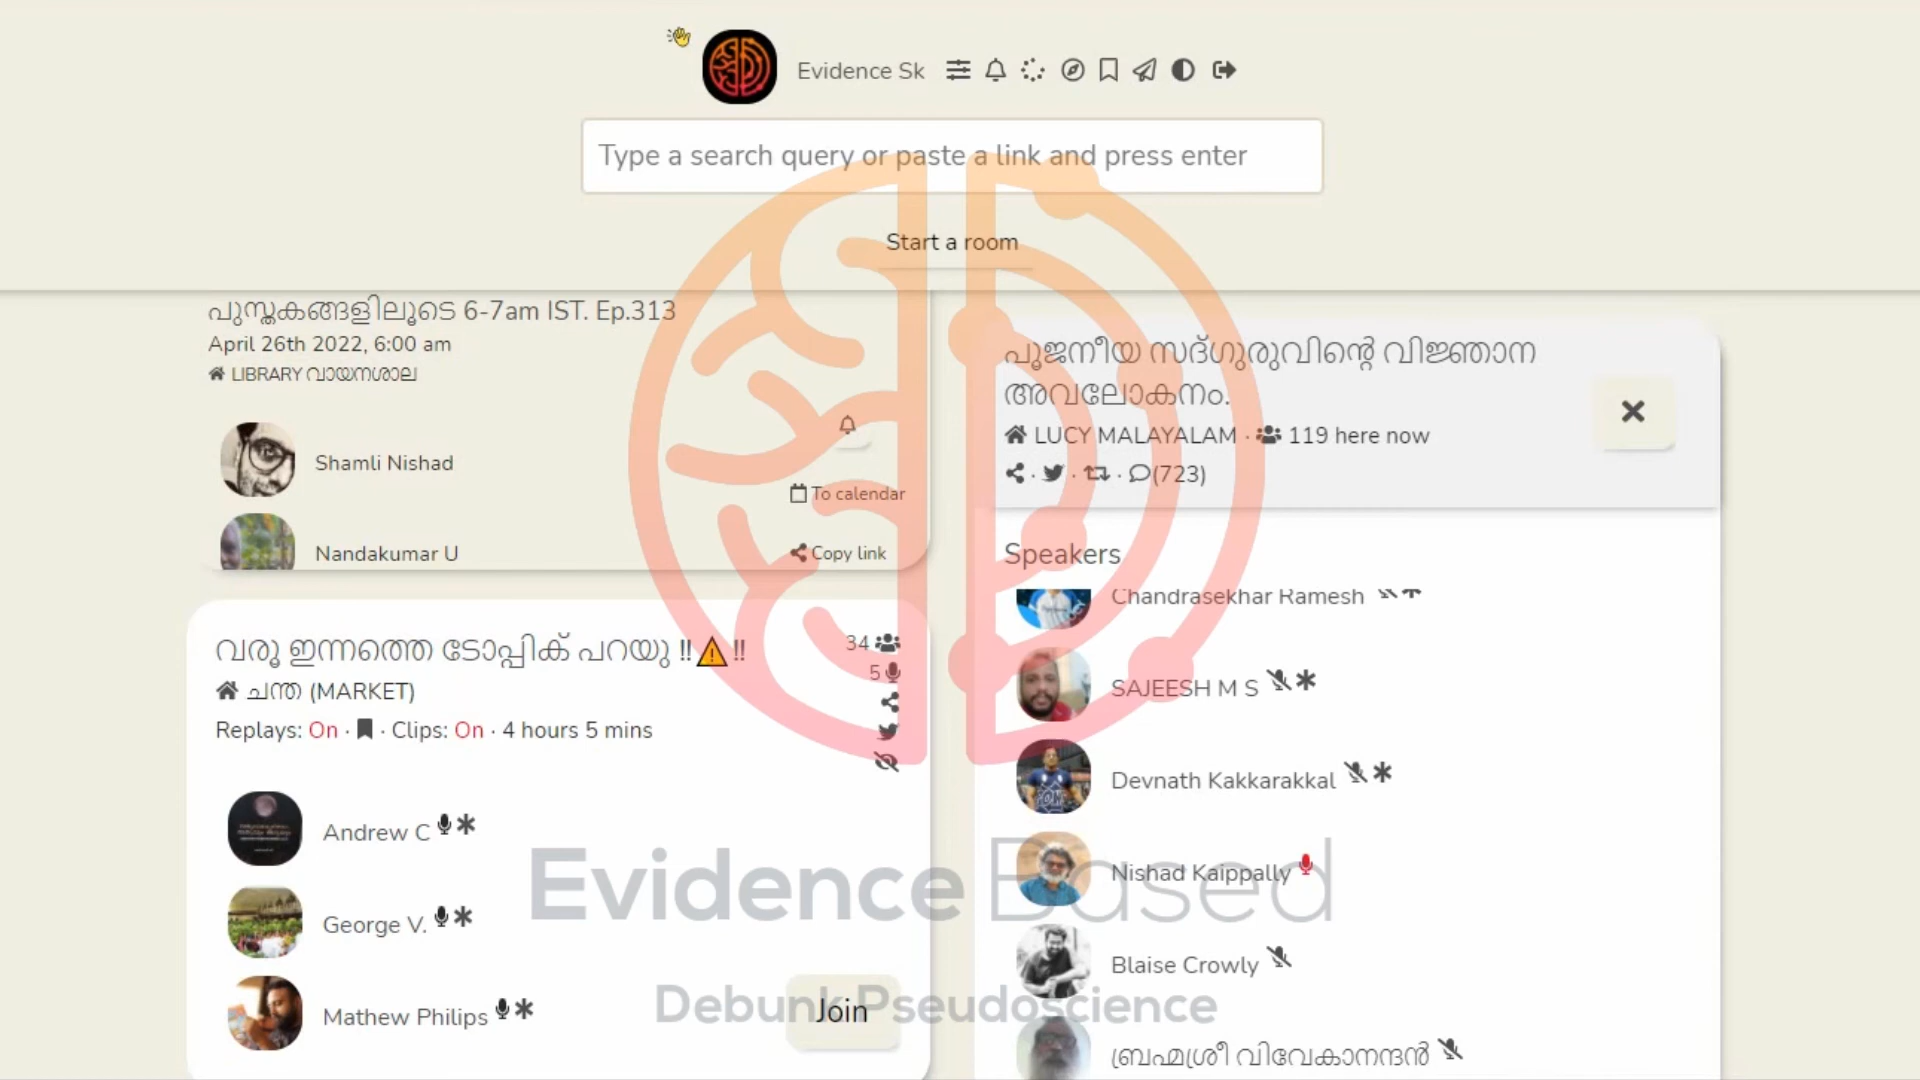 Evidence Sk
Type a search query or paste a link and press enter
Start a room
പുസ്തകങ്ങളിലൂടെ 6-7am IST. Ep.313
April 26th 2022, 6:00 am
LIBRARY വായനശാല
Shamli Nishad
To calendar
Nandakumar U
Copy link
വരൂ ഇന്നത്തെ ടോപ്പിക് പറയു ‼⚠‼
34
ചന്ത (MARKET)
5
Replays: On · · Clips: On · 4 hours 5 mins
Andrew C
George V.
Mathew Philips
Join
പൂജനീയ സദ്ഗുരുവിന്റെ വിജ്ഞാന
അവലോകനം.
LUCY MALAYALAM · 119 here now
(723)
Speakers
Chandrasekhar Ramesh
SAJEESH M S
Devnath Kakkarakkal
Nishad Kaippally
Blaise Crowly
ബ്രഹ്മശ്രീ വിവേകാനന്ദൻ
Evidence Based
Debunk Pseudoscience